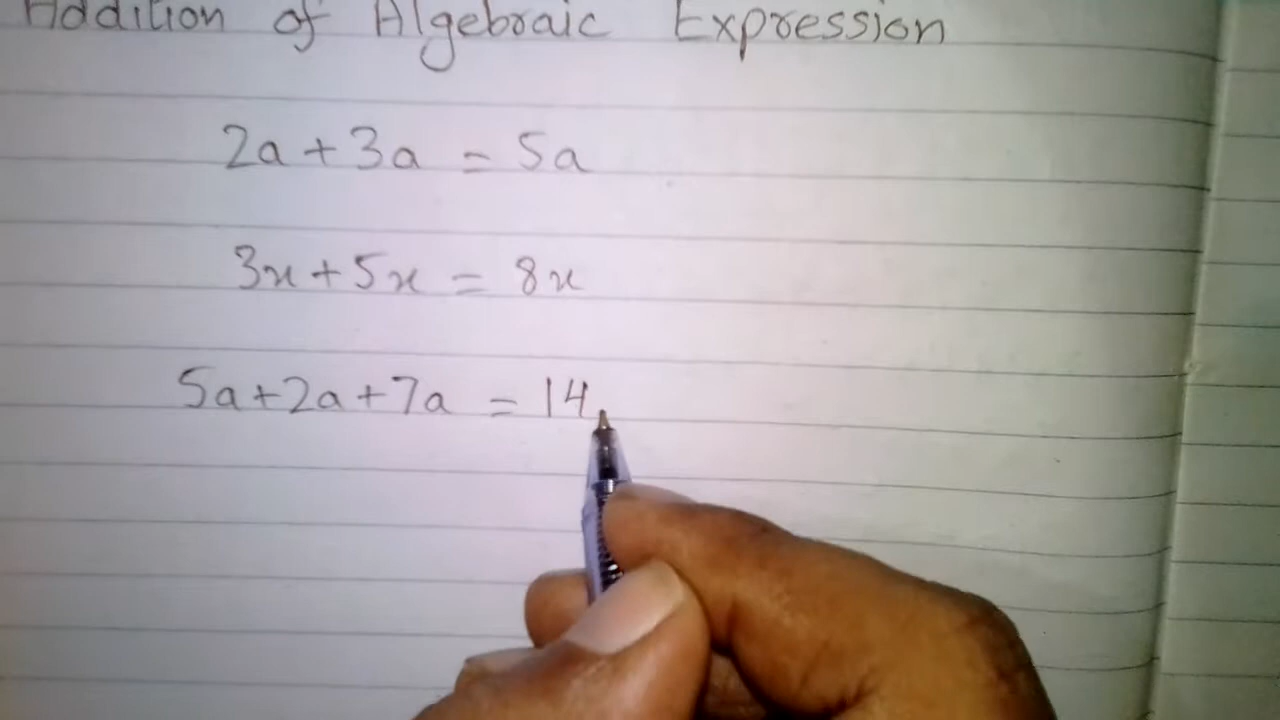 Addition of Algebraic Expression
2a + 3a = 5a
3x + 5x = 8x
5a + 2a + 7a = 14